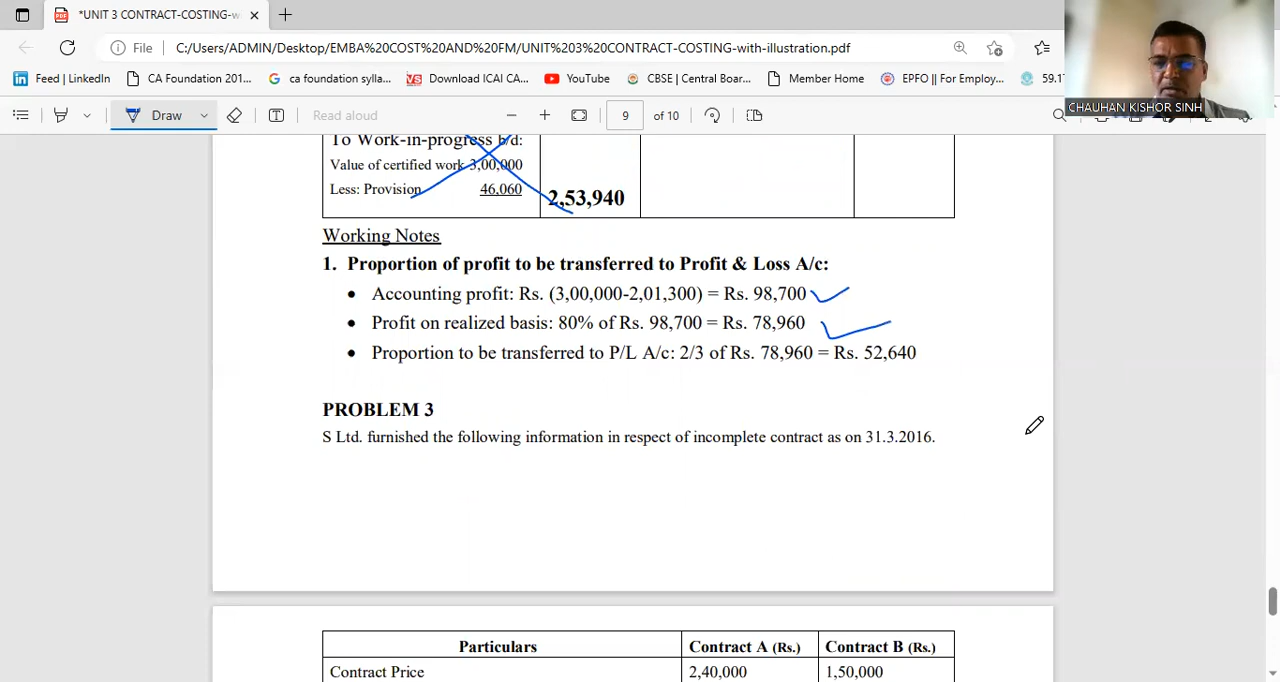 *UNIT 3 CONTRACT-COSTING-w
File
C:/Users/ADMIN/Desktop/EMBA%20COST%20AND%20FM/UNIT%203%20CONTRACT-COSTING-with-illustration.pdf
Feed | LinkedIn CA Foundation 201... ca foundation sylla... Download ICAI CA... YouTube CBSE | Central Boar... Member Home EPFO || For Employ... 59.1
CHAUHAN KISHOR SINH
Draw Read aloud 9 of 10
To Work-in-progress b/d:
Value of certified work 3,00,000
Less: Provision 46,060 2,53,940
Working Notes
1. Proportion of profit to be transferred to Profit & Loss A/c:
• Accounting profit: Rs. (3,00,000-2,01,300) = Rs. 98,700
• Profit on realized basis: 80% of Rs. 98,700 = Rs. 78,960
• Proportion to be transferred to P/L A/c: 2/3 of Rs. 78,960 = Rs. 52,640
PROBLEM 3
S Ltd. furnished the following information in respect of incomplete contract as on 31.3.2016.
Particulars Contract A (Rs.) Contract B (Rs.)
Contract Price 2,40,000 1,50,000